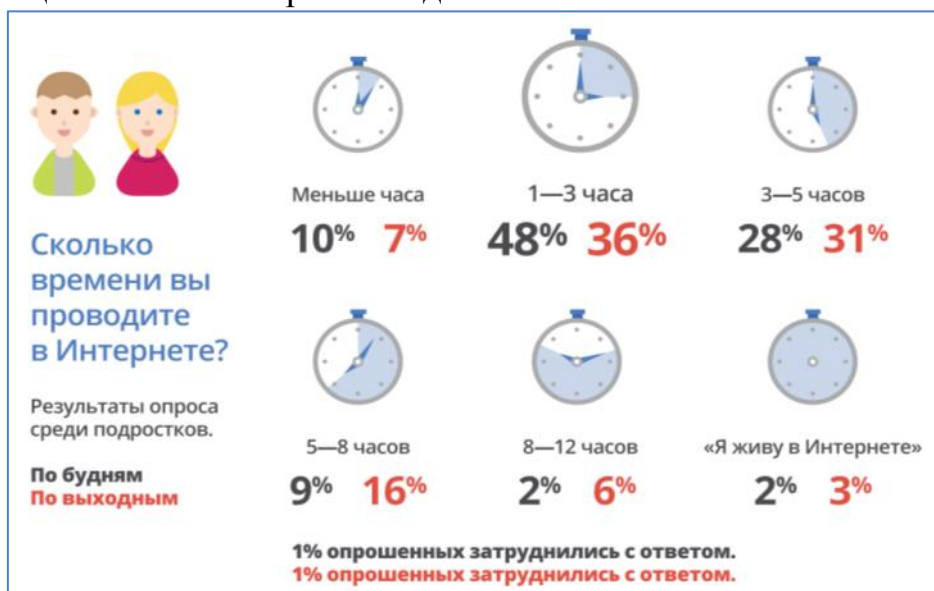 Сколько
времени вы
проводите
в Интернете?
Результаты опроса
среди подростков.
По будням
По выходным
Меньше часа
10% 7%
1—3 часа
48% 36%
3—5 часов
28% 31%
5—8 часов
9% 16%
8—12 часов
2% 6%
«Я живу в Интернете»
2% 3%
1% опрошенных затруднились с ответом.
1% опрошенных затруднились с ответом.